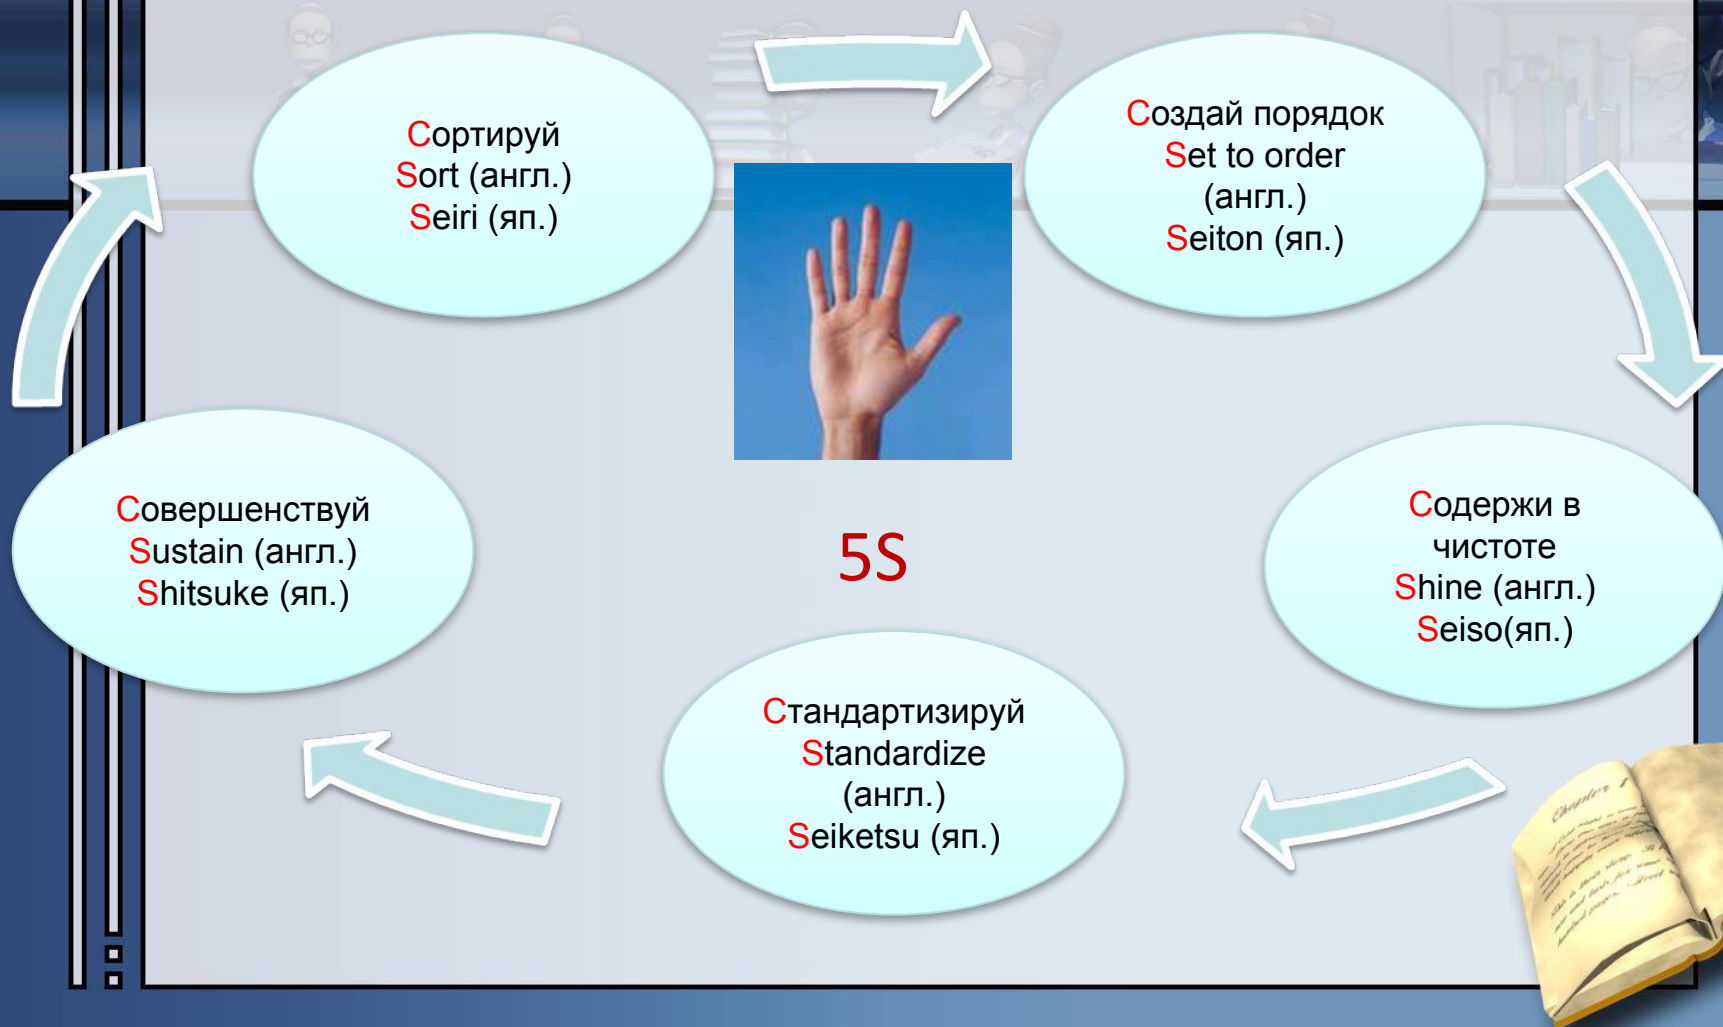 Сортируй
Sort (англ.)
Seiri (яп.)
Создай порядок
Set to order
(англ.)
Seiton (яп.)
Содержи в
чистоте
Shine (англ.)
Seiso(яп.)
Стандартизируй
Standardize
(англ.)
Seiketsu (яп.)
Совершенствуй
Sustain (англ.)
Shitsuke (яп.)
5S
Chapter 1